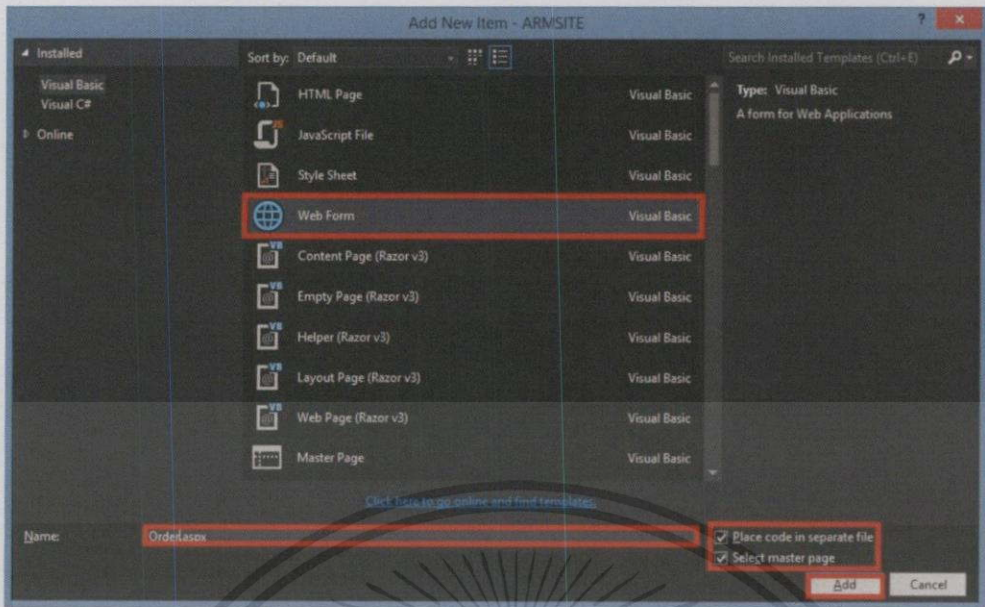 Add New Item - ARMSITE
? ×
Installed
Visual Basic
Visual C#
Online
Sort by: Default
Search Installed Templates (Ctrl+E)
HTML Page Visual Basic
JavaScript File Visual Basic
Style Sheet Visual Basic
Web Form Visual Basic
Content Page (Razor v3) Visual Basic
Empty Page (Razor v3) Visual Basic
Helper (Razor v3) Visual Basic
Layout Page (Razor v3) Visual Basic
Web Page (Razor v3) Visual Basic
Master Page Visual Basic
Type: Visual Basic
A form for Web Applications
Click here to go online and find templates.
Name: Order.aspx
Place code in separate file
Select master page
Add Cancel